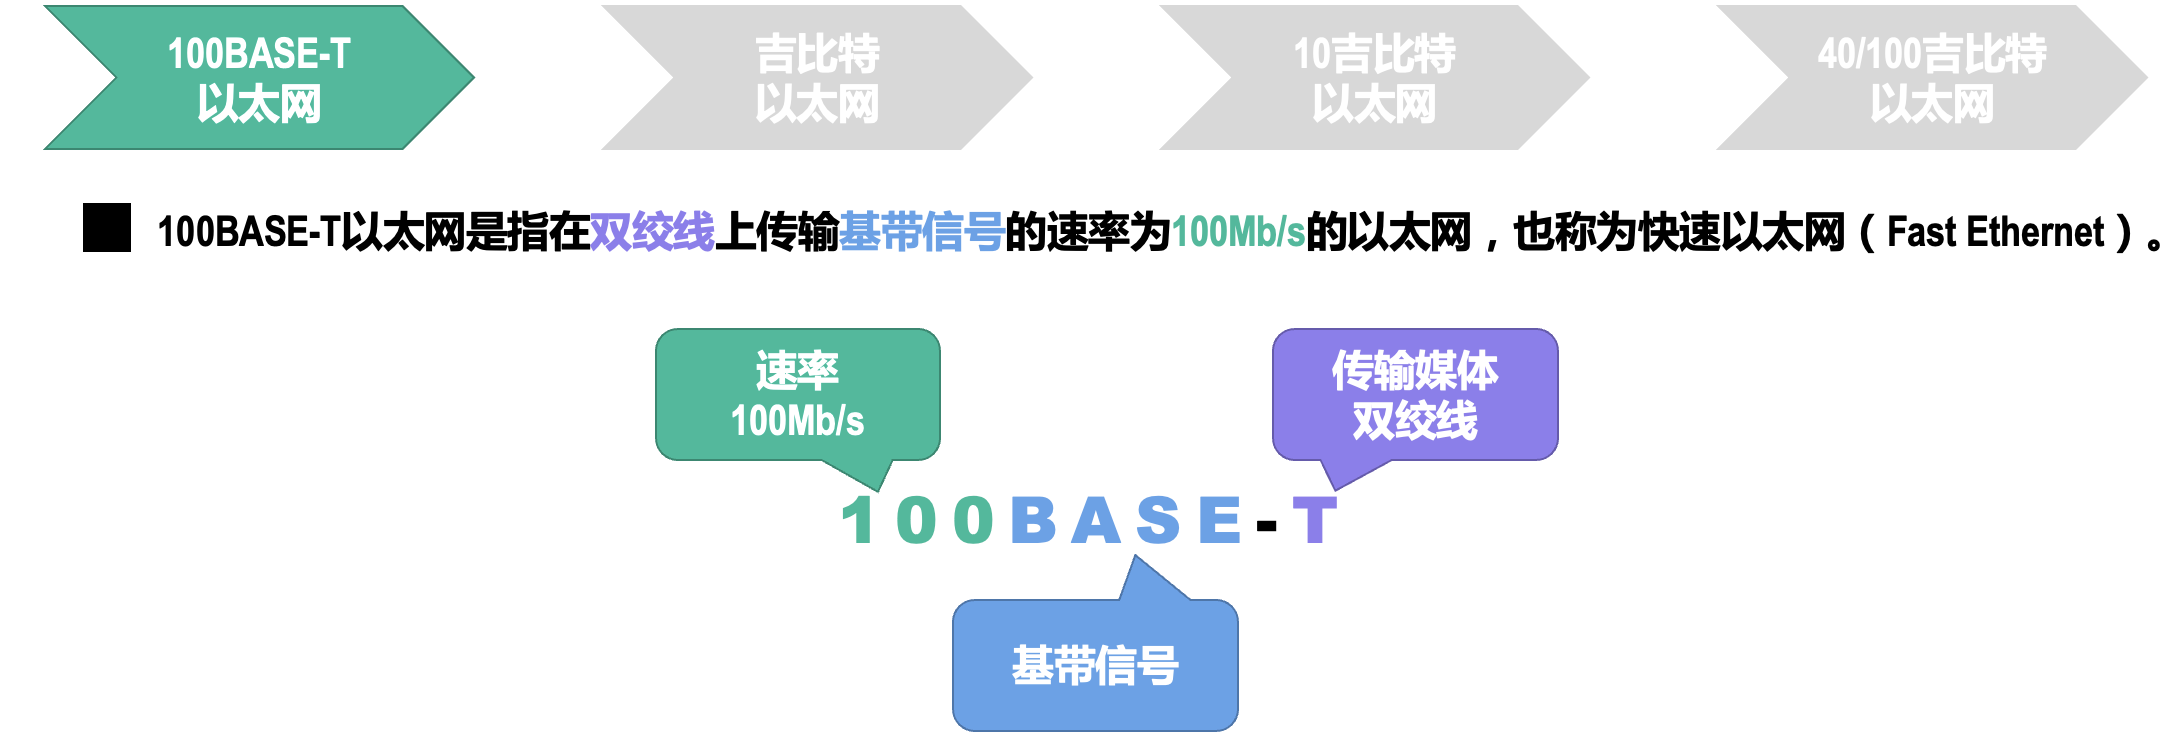 100BASE-T
以太网
吉比特
以太网
10吉比特
以太网
40/100吉比特
以太网
100BASE-T以太网是指在双绞线上传输基带信号的速率为100Mb/s的以太网，也称为快速以太网（Fast Ethernet）。
速率
100Mb/s
传输媒体
双绞线
100BASE-T
基带信号